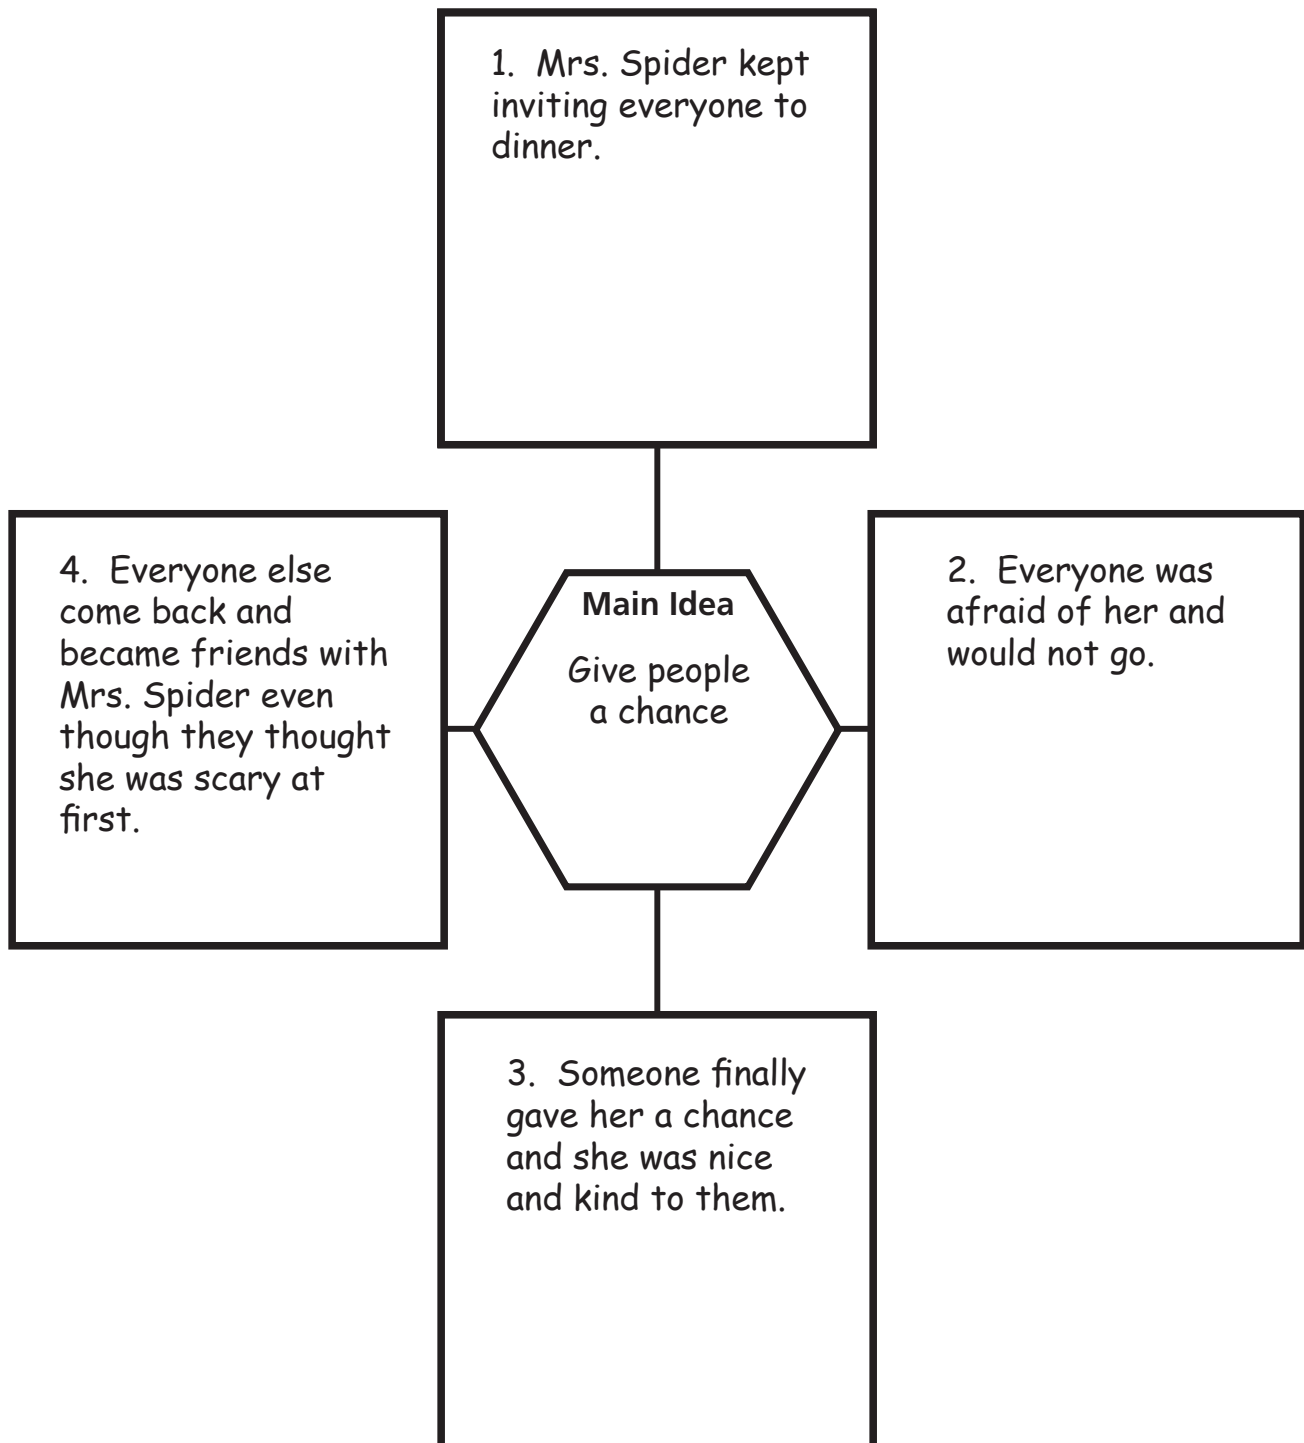 1. Mrs. Spider kept
inviting everyone to
dinner.
Main Idea
Give people
a chance
2. Everyone was
afraid of her and
would not go.
3. Someone finally
gave her a chance
and she was nice
and kind to them.
4. Everyone else
come back and
became friends with
Mrs. Spider even
though they thought
she was scary at
first.